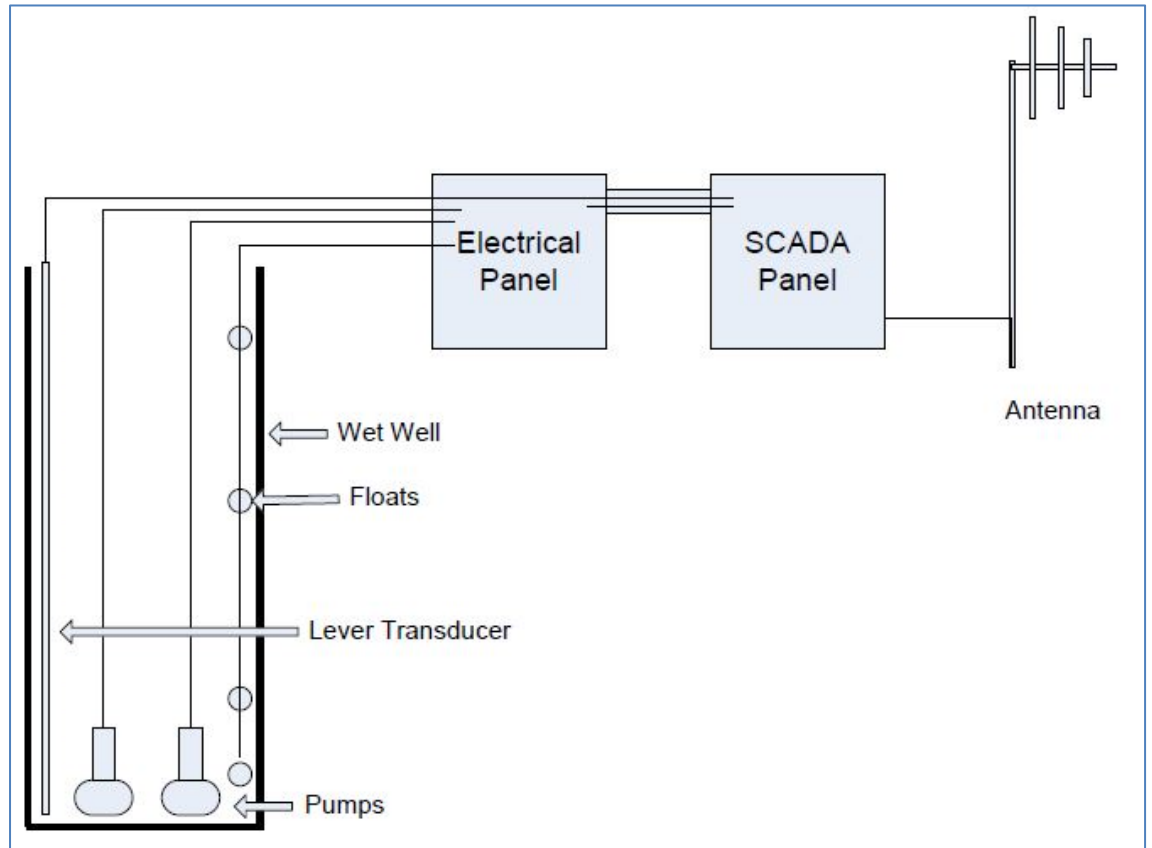 Electrical
Panel
SCADA
Panel
Antenna
Wet Well
Floats
Lever Transducer
Pumps